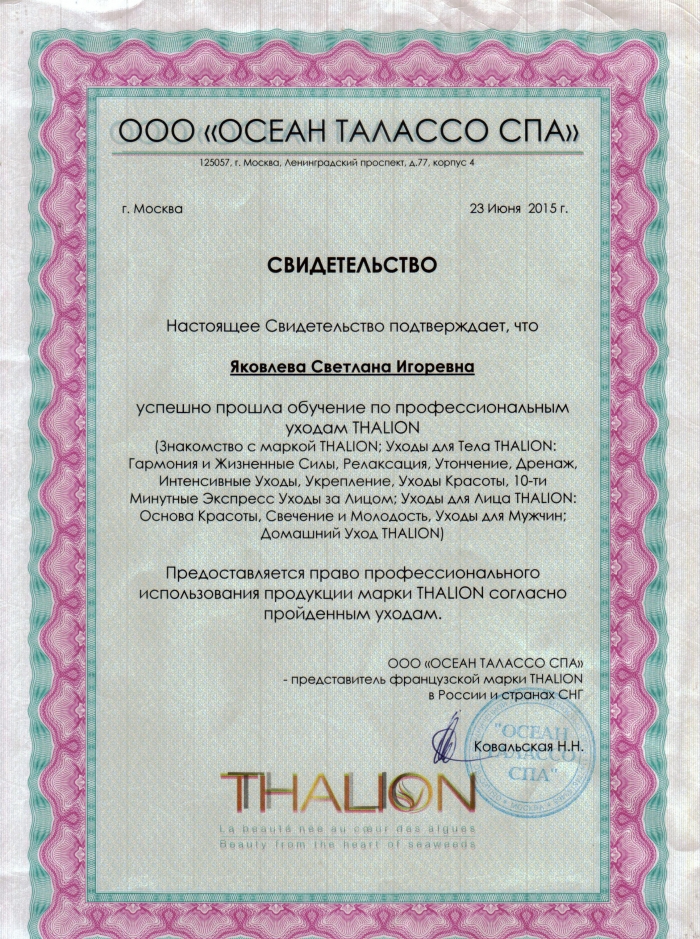 ООО «ОСЕАН ТАЛАССО СПА»
125057, г. Москва, Ленинградский проспект, д.77, корпус 4
г. Москва
23 Июня 2015 г.
СВИДЕТЕЛЬСТВО
Настоящее Свидетельство подтверждает, что
Яковлева Светлана Игоревна
успешно прошла обучение по профессиональным
уходам THALION
(Знакомство с маркой THALION; Уходы для Тела THALION:
Гармония и Жизненные Силы, Релаксация, Утончение, Дренаж,
Интенсивные Уходы, Укрепление, Уходы Красоты, 10-ти
Минутные Экспресс Уходы за Лицом; Уходы для Лица THALION:
Основа Красоты, Свечение и Молодость, Уходы для Мужчин;
Домашний Уход THALION)
Предоставляется право профессионального
использования продукции марки THALION согласно
пройденным уходам.
ООО «ОСЕАН ТАЛАССО СПА»
- представитель французской марки THALION
в России и странах СНГ
Ковальская Н.Н.
"ОСЕАН
ТАЛАССО
СПА"
МОСКВА
THALION
La beauté née au cœur des algues
Beauty from the heart of seaweeds